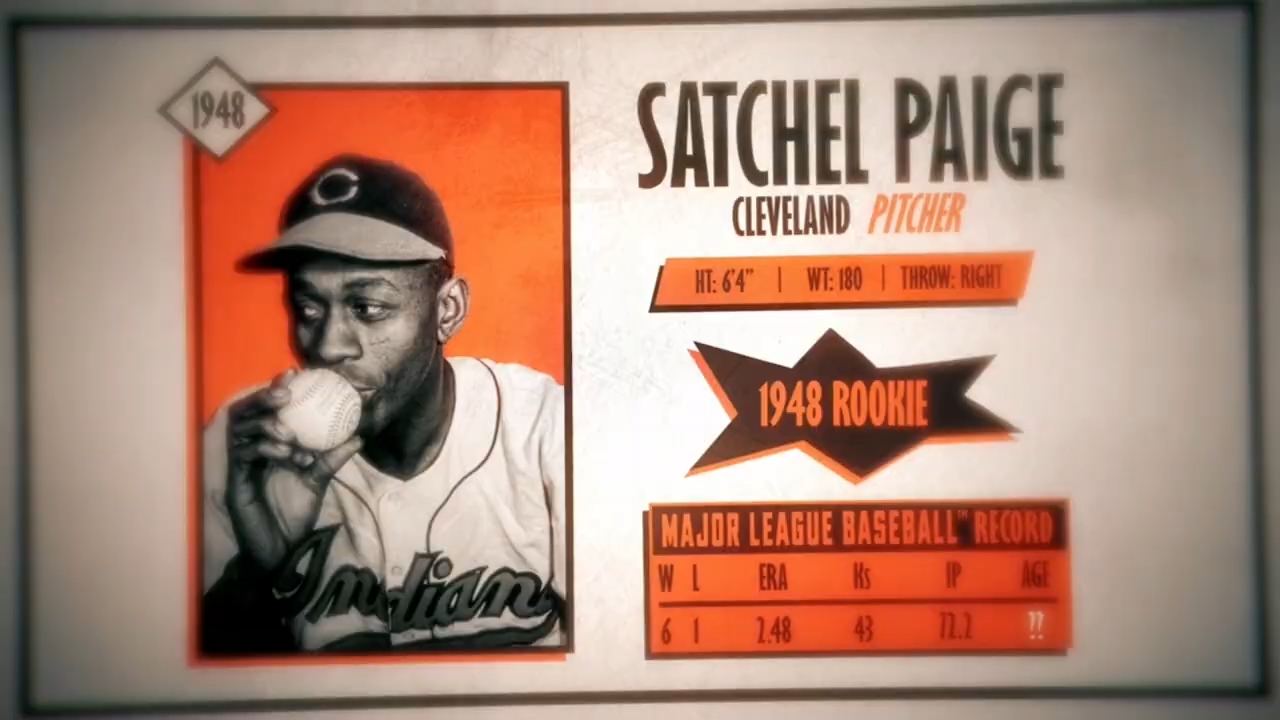 1948
C
Indians
SATCHEL PAIGE
CLEVELAND PITCHER
HT: 6'4" | WT: 180 | THROW: RIGHT
1948 ROOKIE
MAJOR LEAGUE BASEBALL™ RECORD
W L ERA Ks IP AGE
6 1 2.48 43 72.2 ??